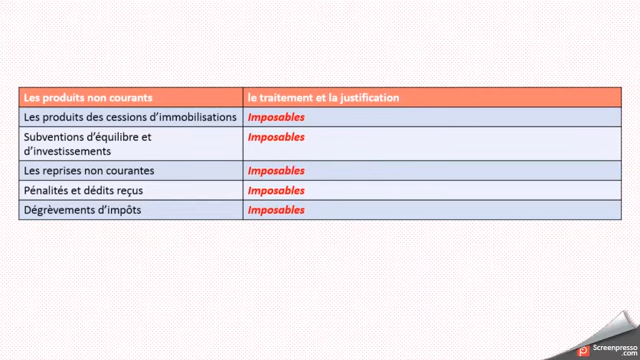 Les produits non courants
le traitement et la justification
Les produits des cessions d'immobilisations
Imposables
Subventions d'équilibre et
d'investissements
Imposables
Les reprises non courantes
Imposables
Pénalités et dédits reçus
Imposables
Dégrèvements d'impôts
Imposables
Screenpresso
.com